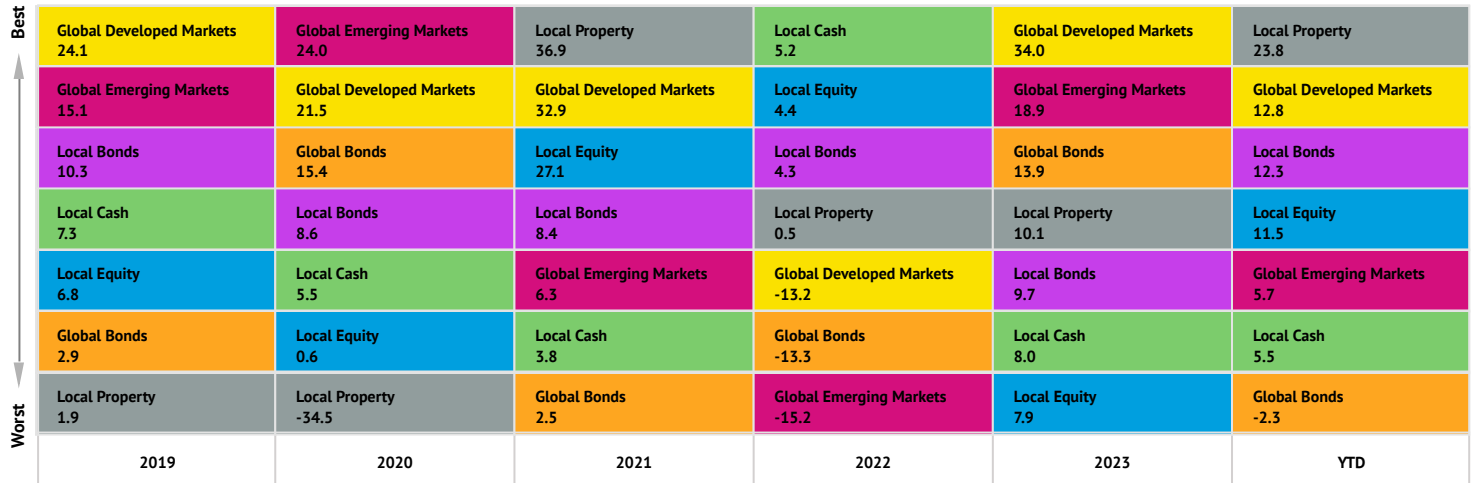 Best
Global Developed Markets
24.1
Global Emerging Markets
24.0
Local Property
36.9
Local Cash
5.2
Global Developed Markets
34.0
Local Property
23.8
Global Emerging Markets
15.1
Global Developed Markets
21.5
Global Developed Markets
32.9
Local Equity
4.4
Global Emerging Markets
18.9
Global Developed Markets
12.8
Local Bonds
10.3
Global Bonds
15.4
Local Equity
27.1
Local Bonds
4.3
Global Bonds
13.9
Local Bonds
12.3
Local Cash
7.3
Local Bonds
8.6
Local Bonds
8.4
Local Property
0.5
Local Property
10.1
Local Equity
11.5
Local Equity
6.8
Local Cash
5.5
Global Emerging Markets
6.3
Global Developed Markets
-13.2
Local Bonds
9.7
Global Emerging Markets
5.7
Global Bonds
2.9
Local Equity
0.6
Local Cash
3.8
Global Bonds
-13.3
Local Cash
8.0
Local Cash
5.5
Worst
Local Property
1.9
Local Property
-34.5
Global Bonds
2.5
Global Emerging Markets
-15.2
Local Equity
7.9
Global Bonds
-2.3
2019
2020
2021
2022
2023
YTD